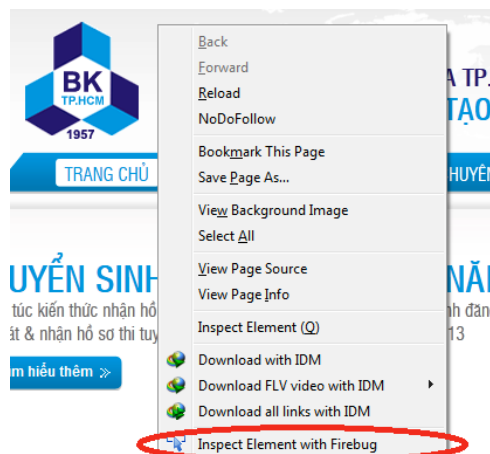 BK
TP.HCM
1957
A TP.
TẠO
TRANG CHỦ
HUYÊN
UYỂN SINH
NĂ
túc kiến thức nhận hồ
nh đăn
át & nhận hồ sơ thi tuy
13
m hiểu thêm »
Back
Forward
Reload
NoDoFollow
Bookmark This Page
Save Page As...
View Background Image
Select All
View Page Source
View Page Info
Inspect Element (Q)
Download with IDM
Download FLV video with IDM
Download all links with IDM
Inspect Element with Firebug